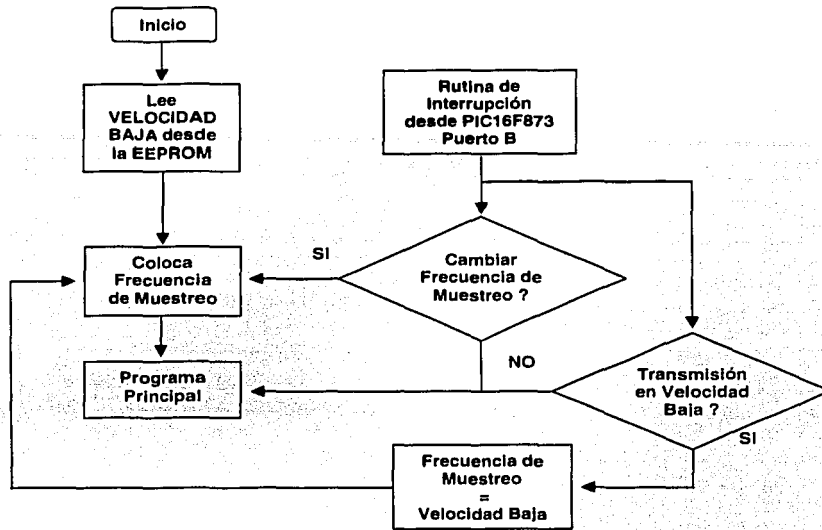 Inicio
Lee
VELOCIDAD
BAJA desde
la EEPROM
Rutina de
Interrupción
desde PIC16F873
Puerto B
Coloca
Frecuencia
de Muestreo
SI
Cambiar
Frecuencia de
Muestreo ?
Programa
Principal
NO
Transmisión
en Velocidad
Baja ?
SI
Frecuencia de
Muestreo
=
Velocidad Baja